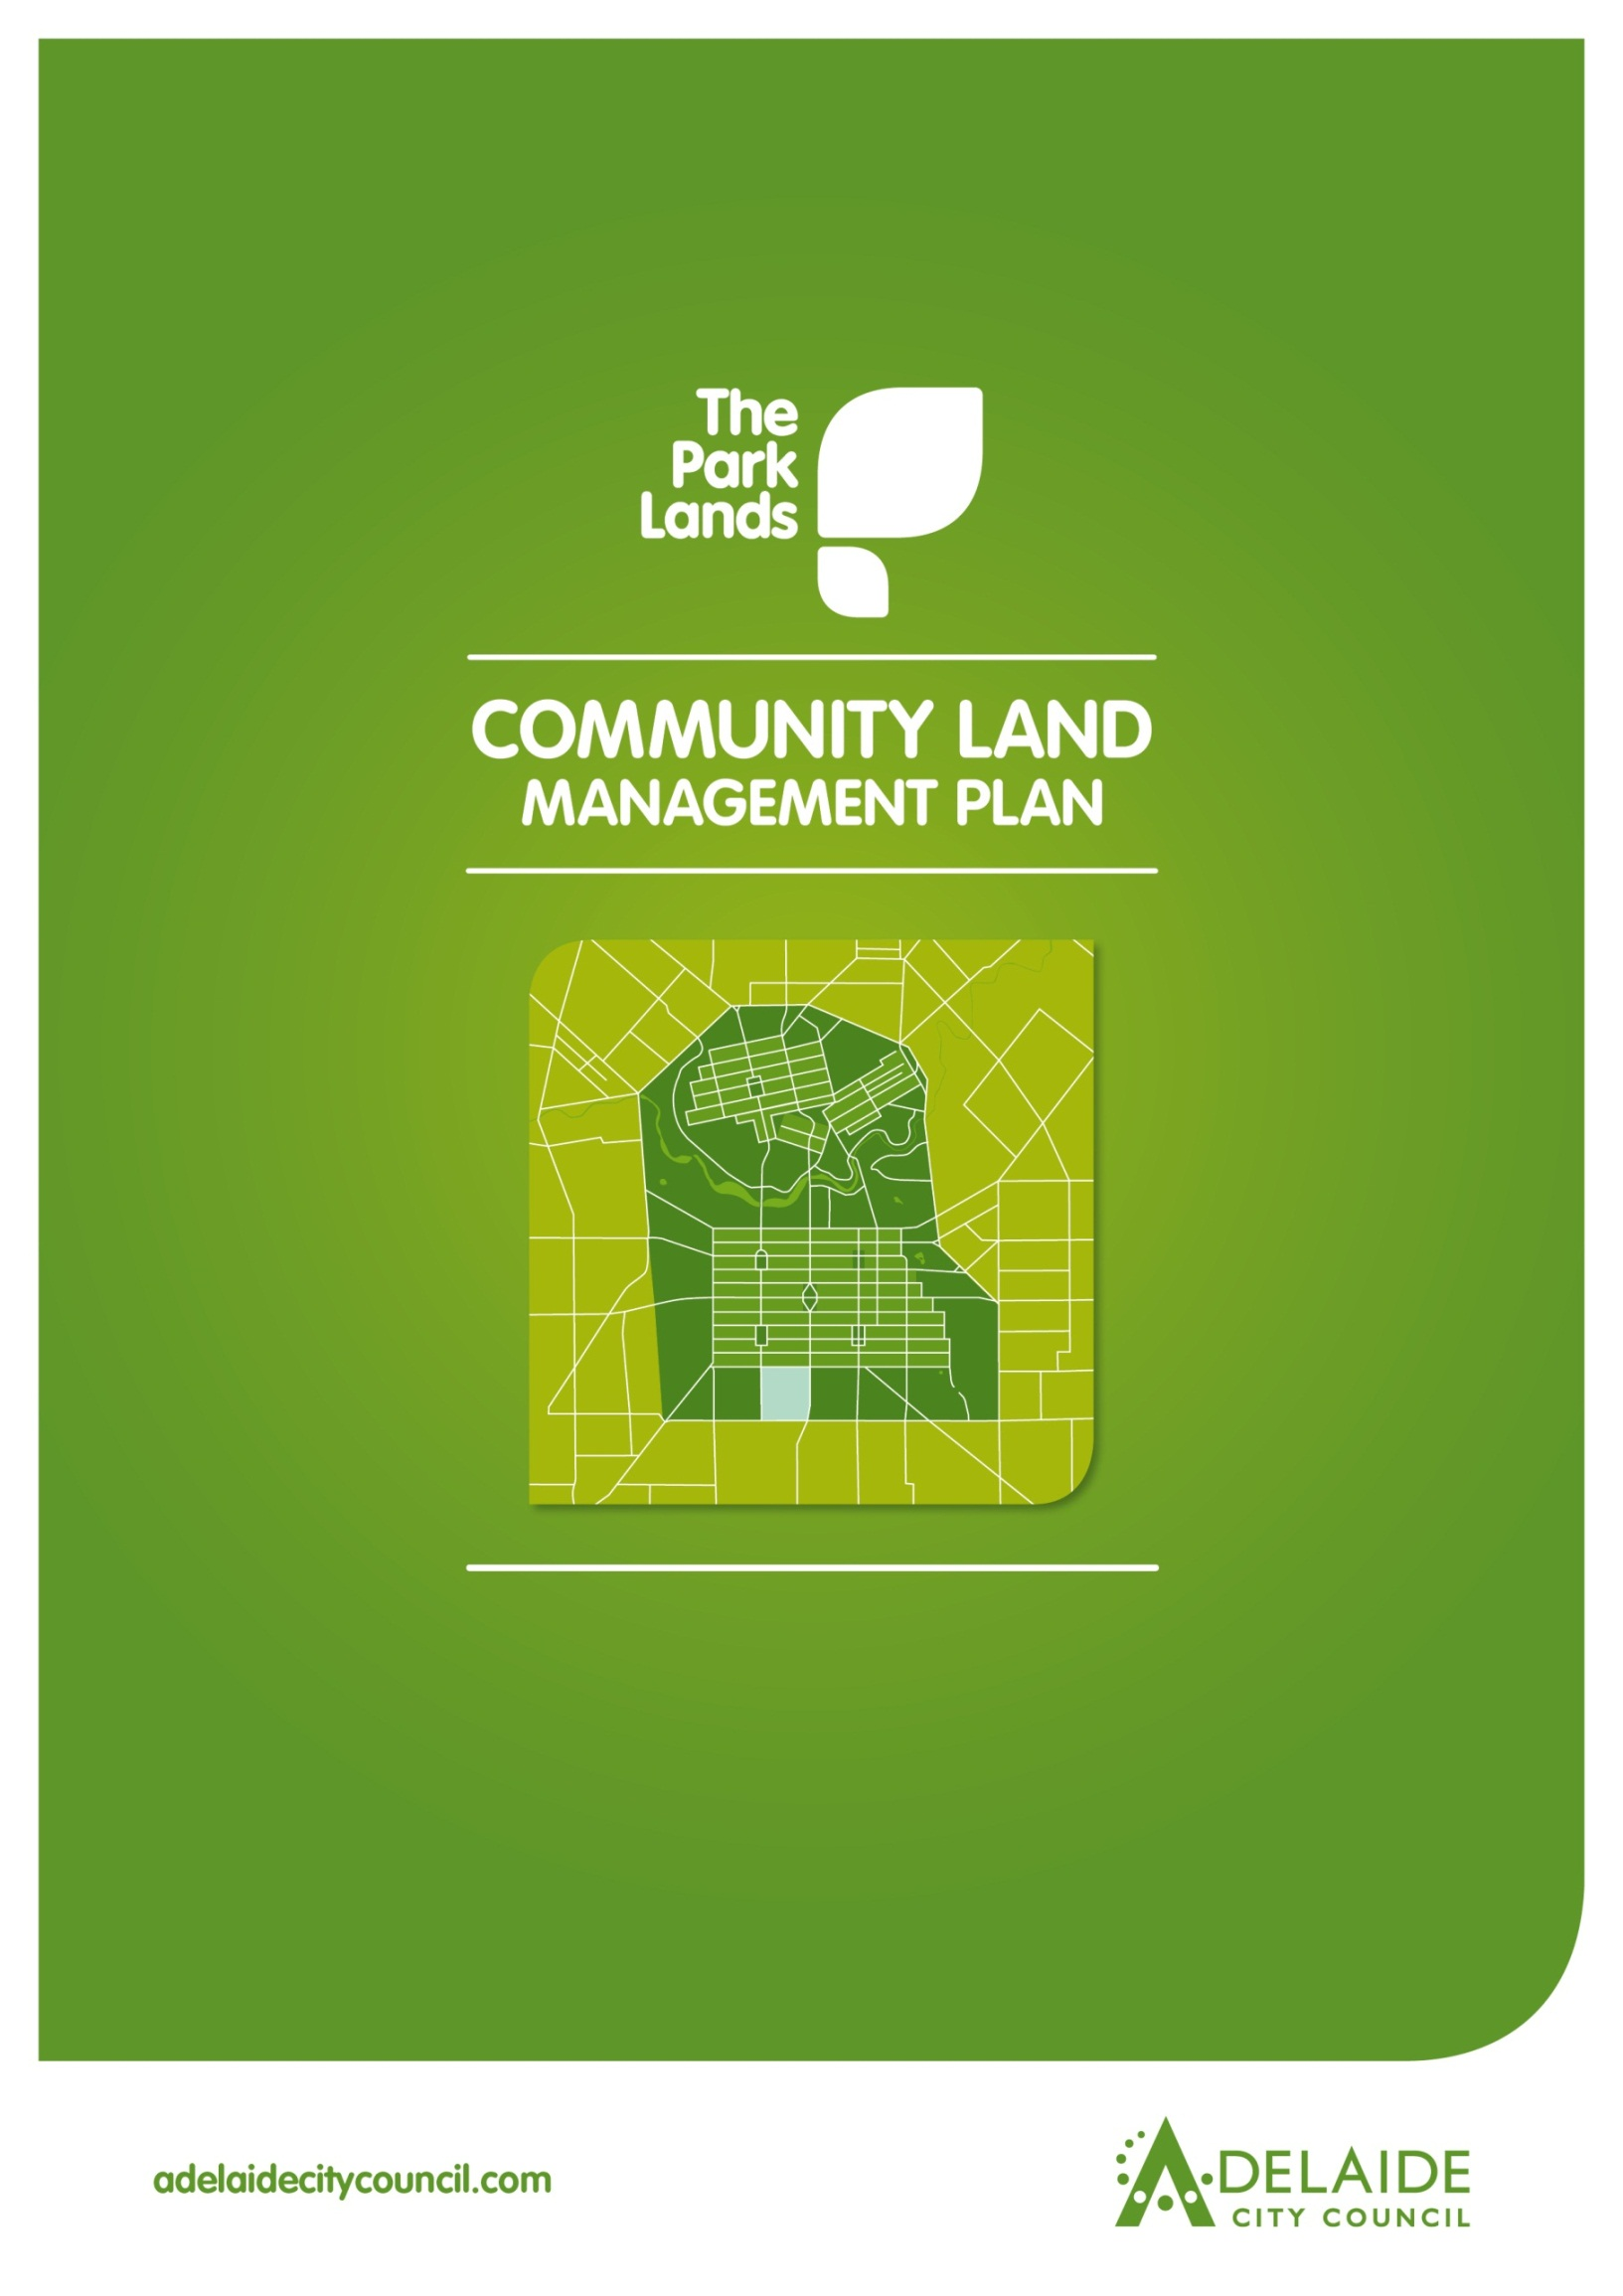 The
Park
Lands
COMMUNITY LAND
MANAGEMENT PLAN
adelaidecitycouncil.com
ADELAIDE
CITY COUNCIL